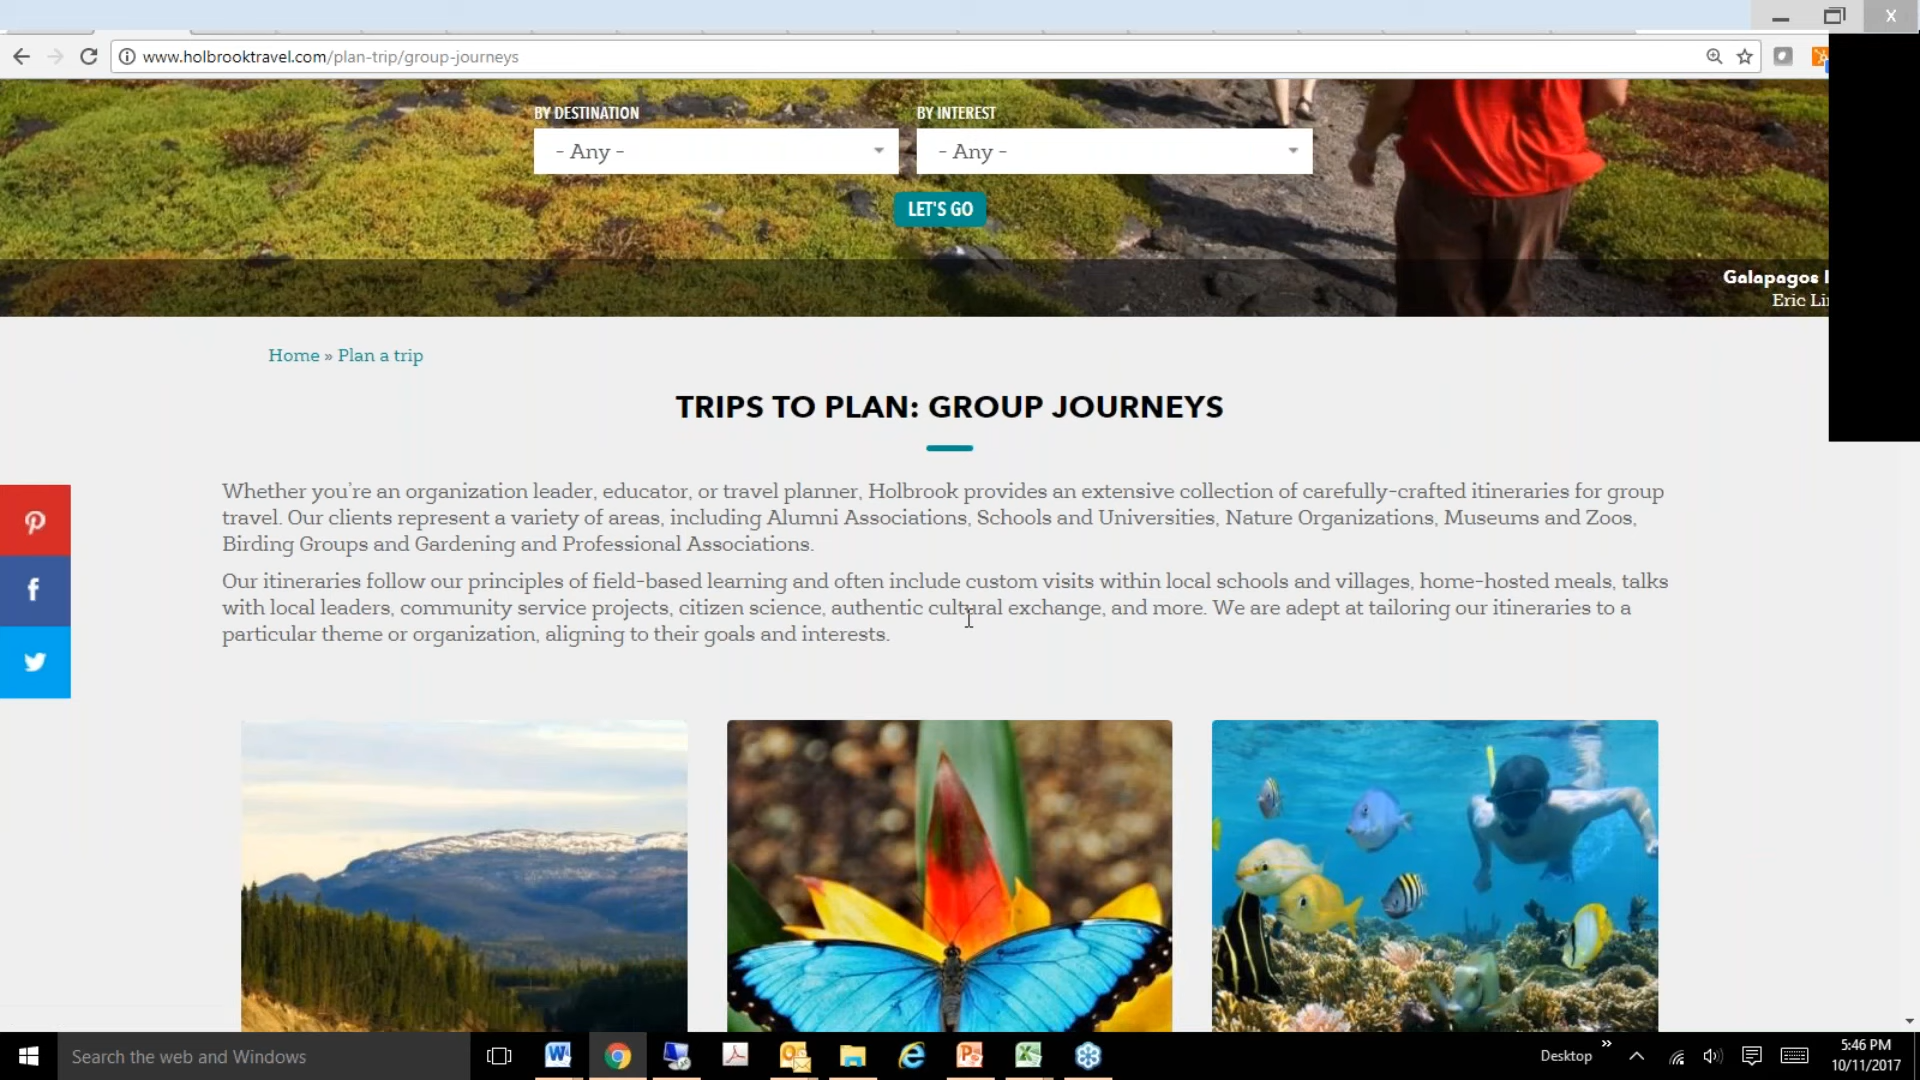 www.holbrooktravel.com/plan-trip/group-journeys
BY DESTINATION
BY INTEREST
- Any -
- Any -
LET'S GO
Galapagos
Eric
Home » Plan a trip
TRIPS TO PLAN: GROUP JOURNEYS
Whether you're an organization leader, educator, or travel planner, Holbrook provides an extensive collection of carefully-crafted itineraries for group
travel. Our clients represent a variety of areas, including Alumni Associations, Schools and Universities, Nature Organizations, Museums and Zoos,
Birding Groups and Gardening and Professional Associations.
Our itineraries follow our principles of field-based learning and often include custom visits within local schools and villages, home-hosted meals, talks
with local leaders, community service projects, citizen science, authentic cultural exchange, and more. We are adept at tailoring our itineraries to a
particular theme or organization, aligning to their goals and interests.
Search the web and Windows
Desktop
5:46 PM
10/11/2017